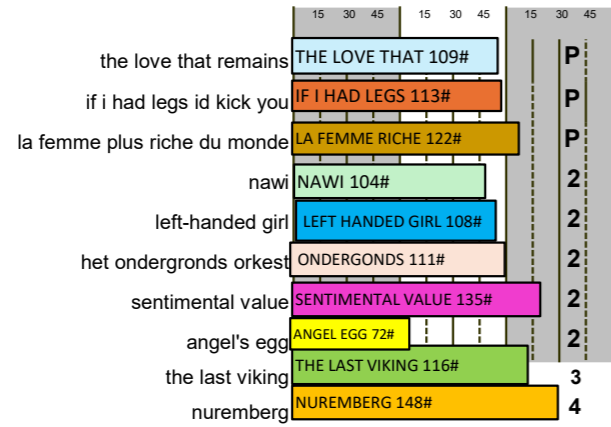 15 30 45 15 30 45 15 30 45
the love that remains THE LOVE THAT 109# P
if i had legs id kick you IF I HAD LEGS 113# P
la femme plus riche du monde LA FEMME RICHE 122# P
nawi NAWI 104# 2
left-handed girl LEFT HANDED GIRL 108# 2
het ondergronds orkest ONDERGONDS 111# 2
sentimental value SENTIMENTAL VALUE 135# 2
angel's egg ANGEL EGG 72# 2
the last viking THE LAST VIKING 116# 3
nuremberg NUREMBERG 148# 4